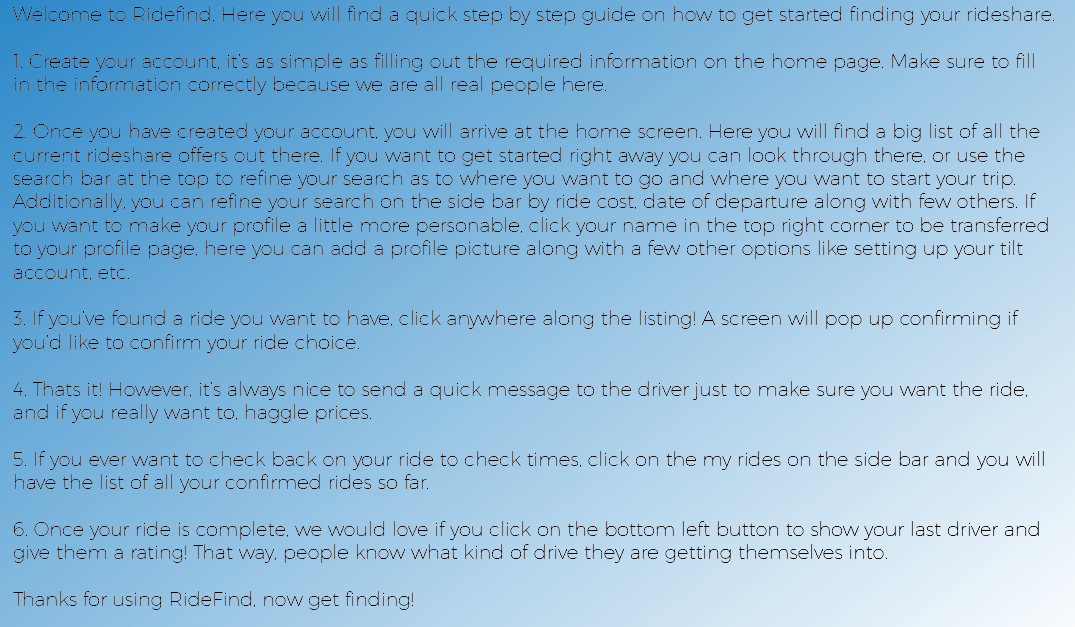 Welcome to Ridefind. Here you will find a quick step by step guide on how to get started finding your rideshare.
1. Create your account, it's as simple as filling out the required information on the home page. Make sure to fill
in the information correctly because we are all real people here.
2. Once you have created your account, you will arrive at the home screen. Here you will find a big list of all the
current rideshare offers out there. If you want to get started right away you can look through there, or use the
search bar at the top to refine your search as to where you want to go and where you want to start your trip.
Additionally, you can refine your search on the side bar by ride cost, date of departure along with few others. If
you want to make your profile a little more personable, click your name in the top right corner to be transferred
to your profile page, here you can add a profile picture along with a few other options like setting up your tilt
account, etc.
3. If you've found a ride you want to have, click anywhere along the listing! A screen will pop up confirming if
you'd like to confirm your ride choice.
4. Thats it! However, it's always nice to send a quick message to the driver just to make sure you want the ride,
and if you really want to, haggle prices.
5. If you ever want to check back on your ride to check times, click on the my rides on the side bar and you will
have the list of all your confirmed rides so far.
6. Once your ride is complete, we would love if you click on the bottom left button to show your last driver and
give them a rating! That way, people know what kind of drive they are getting themselves into.
Thanks for using RideFind, now get finding!